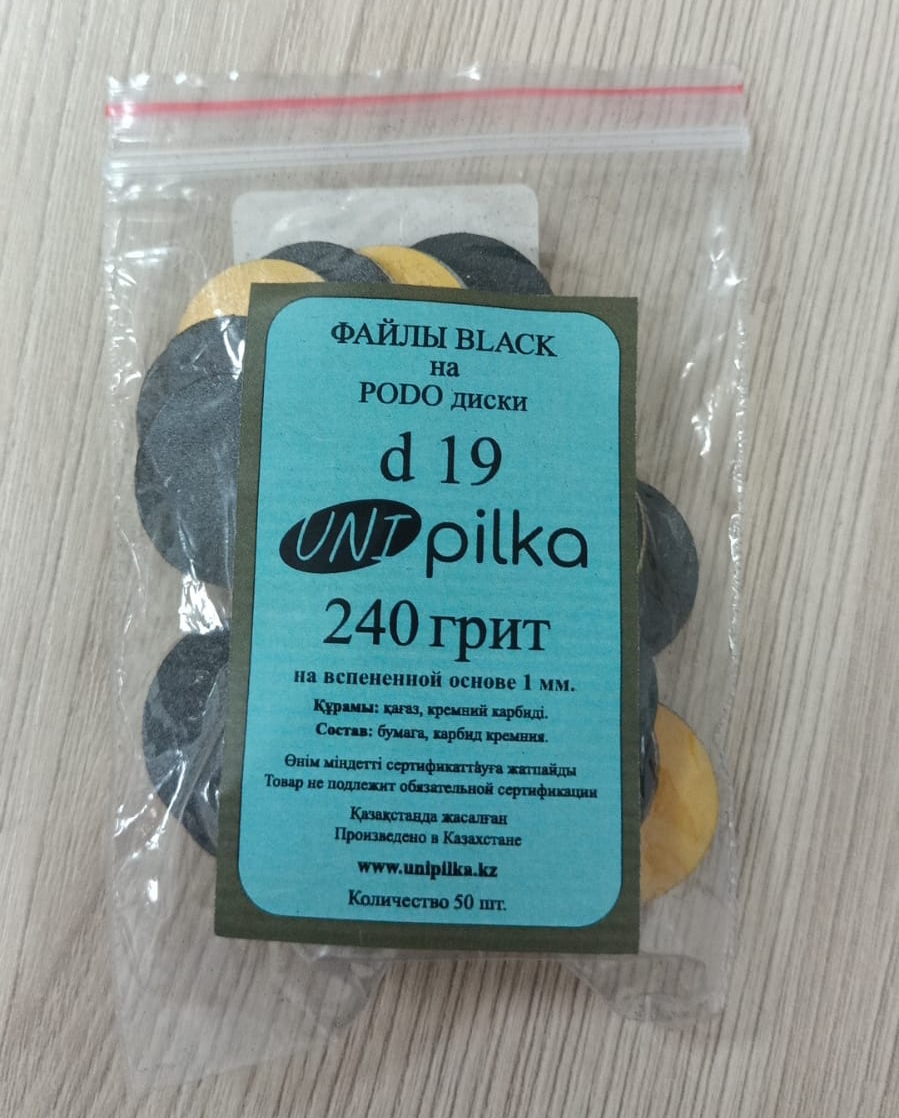 ФАЙЛЫ BLACK
на
PODO диски
d 19
UNI pilka
240 грит
на вспененной основе 1 мм.
Құрамы: қағаз, кремний карбиді.
Состав: бумага, карбид кремния.
Өнім міндетті сертификаттауға жатпайды
Товар не подлежит обязательной сертификации
Қазақстанда жасалған
Произведено в Казахстане
www.unipilka.kz
Количество 50 шт.